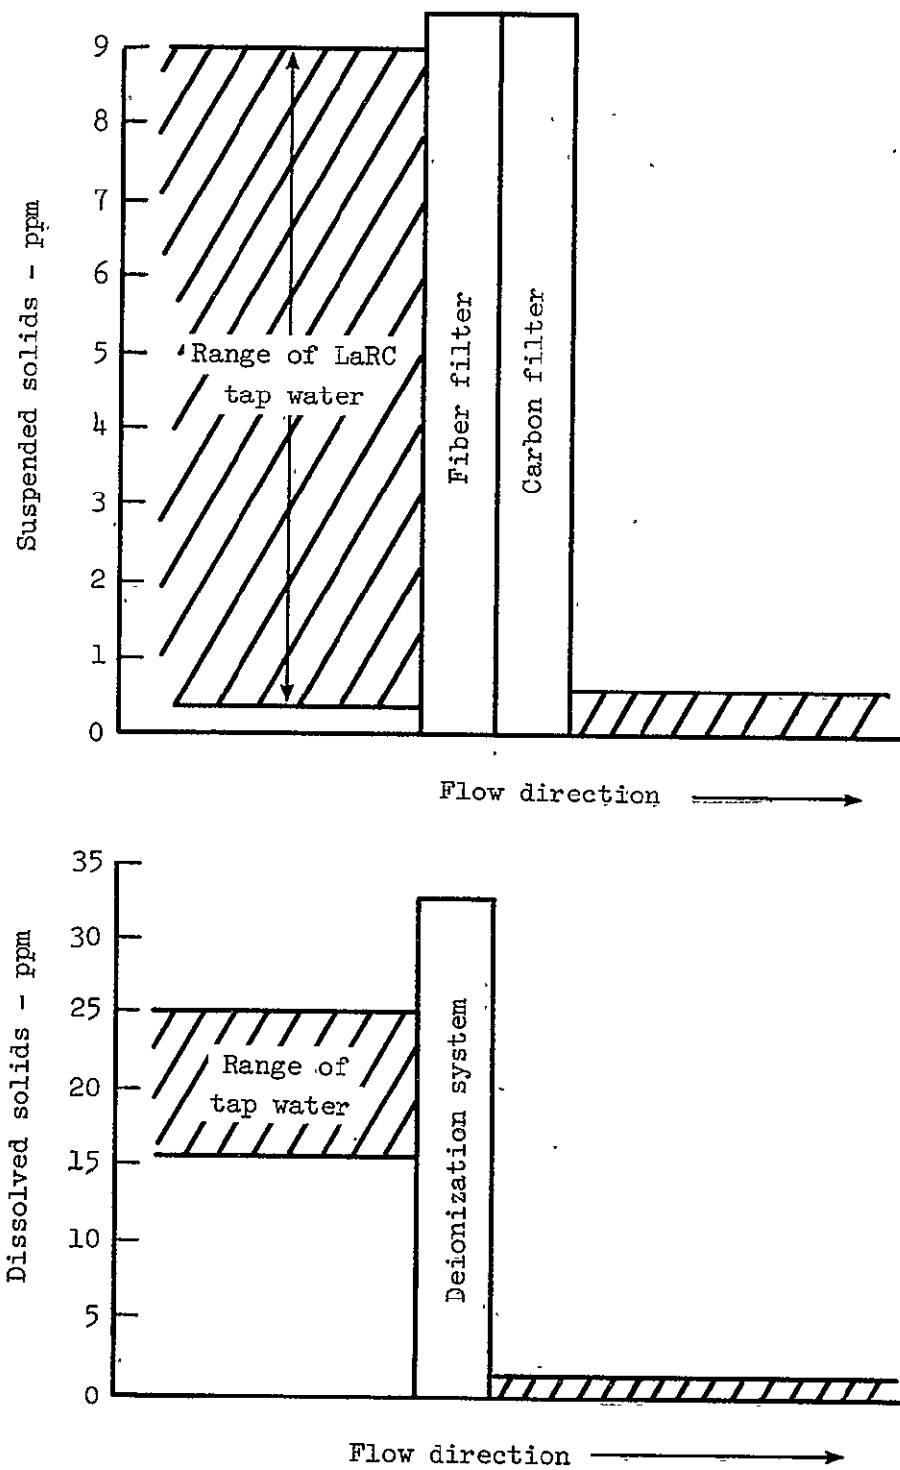 Suspended solids - ppm
9
8
7
6
5
4
3
2
1
0
Range of LaRC
tap water
Fiber filter
Carbon filter
Flow direction
Dissolved solids - ppm
35
30
25
20
15
10
5
0
Range of
tap water
Deionization system
Flow direction